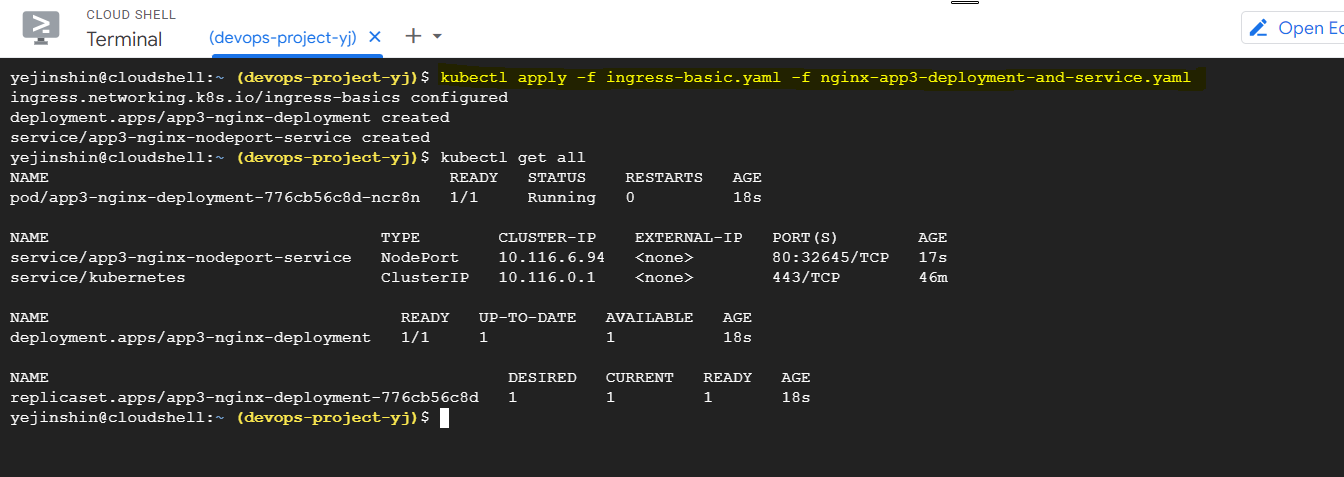 CLOUD SHELL
Terminal
(devops-project-yj)
yejinshin@cloudshell:~ (devops-project-yj)$ kubectl apply -f ingress-basic.yaml -f nginx-app3-deployment-and-service.yaml
ingress.networking.k8s.io/ingress-basics configured
deployment.apps/app3-nginx-deployment created
service/app3-nginx-nodeport-service created
yejinshin@cloudshell:~ (devops-project-yj)$ kubectl get all
NAME READY STATUS RESTARTS AGE
pod/app3-nginx-deployment-776cb56c8d-ncr8n 1/1 Running 0 18s
NAME TYPE CLUSTER-IP EXTERNAL-IP PORT(S) AGE
service/app3-nginx-nodeport-service NodePort 10.116.6.94 <none> 80:32645/TCP 17s
service/kubernetes ClusterIP 10.116.0.1 <none> 443/TCP 46m
NAME READY UP-TO-DATE AVAILABLE AGE
deployment.apps/app3-nginx-deployment 1/1 1 1 18s
NAME DESIRED CURRENT READY AGE
replicaset.apps/app3-nginx-deployment-776cb56c8d 1 1 1 18s
yejinshin@cloudshell:~ (devops-project-yj)$
Open